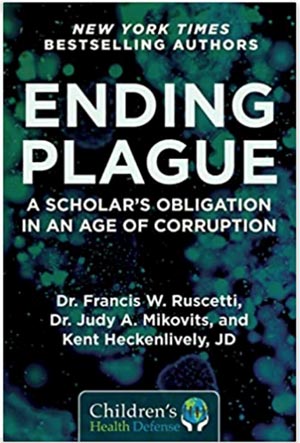 NEW YORK TIMES
BESTSELLING AUTHORS
ENDING
PLAGUE
A SCHOLAR'S OBLIGATION
IN AN AGE OF CORRUPTION
Dr. Francis W. Ruscetti,
Dr. Judy A. Mikovits, and
Kent Heckenlively, JD
Children's
Health Defense